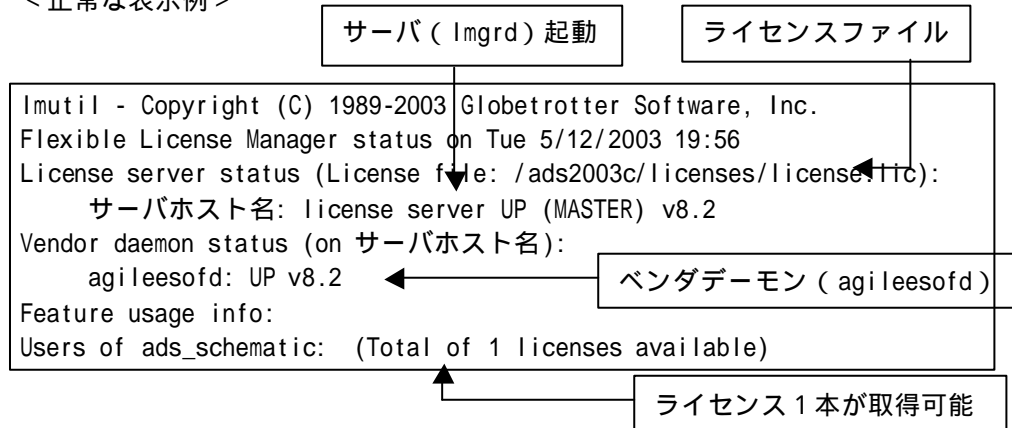 ＜正常な表示例＞
サーバ（lmgrd）起動
ライセンスファイル
lmutil - Copyright (C) 1989-2003 Globetrotter Software, Inc.
Flexible License Manager status on Tue 5/12/2003 19:56
License server status (License file: /ads2003c/licenses/license.lic):
サーバホスト名: license server UP (MASTER) v8.2
Vendor daemon status (on サーバホスト名):
agileesofd: UP v8.2
ベンダデーモン（agileesofd）
Feature usage info:
Users of ads_schematic: (Total of 1 licenses available)
ライセンス１本が取得可能